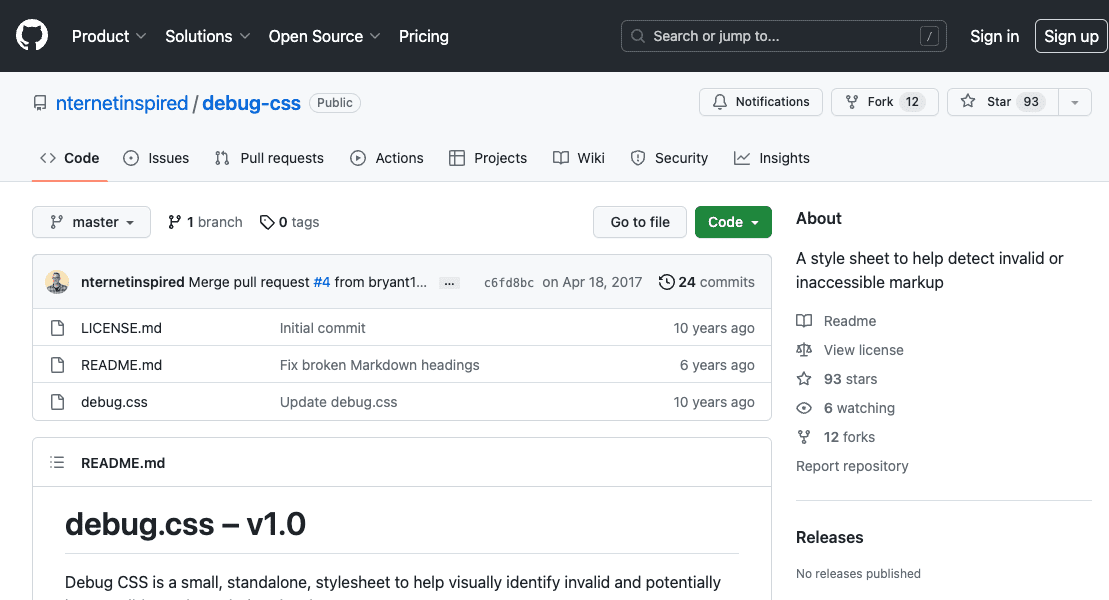 Product Solutions Open Source Pricing Search or jump to... / Sign in Sign up
nternetinspired / debug-css Public Notifications Fork 12 Star 93
Code Issues Pull requests Actions Projects Wiki Security Insights
master 1 branch 0 tags Go to file Code
nternetinspired Merge pull request #4 from bryant1... ... c6fd8bc on Apr 18, 2017 24 commits
LICENSE.md Initial commit 10 years ago
README.md Fix broken Markdown headings 6 years ago
debug.css Update debug.css 10 years ago
README.md
debug.css – v1.0
Debug CSS is a small, standalone, stylesheet to help visually identify invalid and potentially
About
A style sheet to help detect invalid or
inaccessible markup
Readme
View license
93 stars
6 watching
12 forks
Report repository
Releases
No releases published